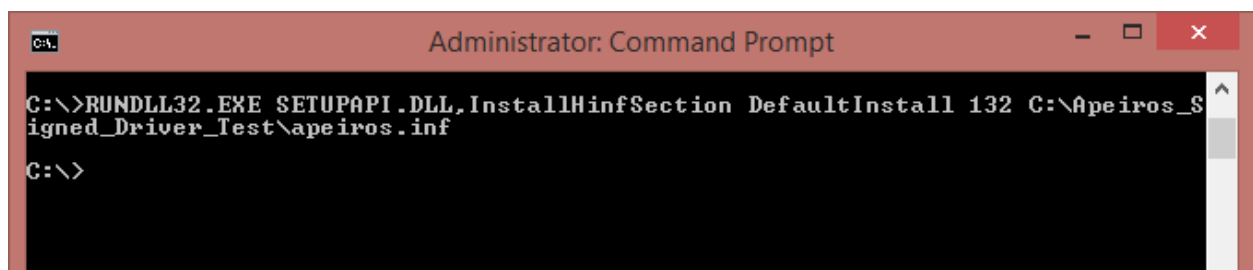 Administrator: Command Prompt
C:\>RUNDLL32.EXE SETUPAPI.DLL,InstallHinfSection DefaultInstall 132 C:\Apeiros_S
igned_Driver_Test\apeiros.inf
C:\>